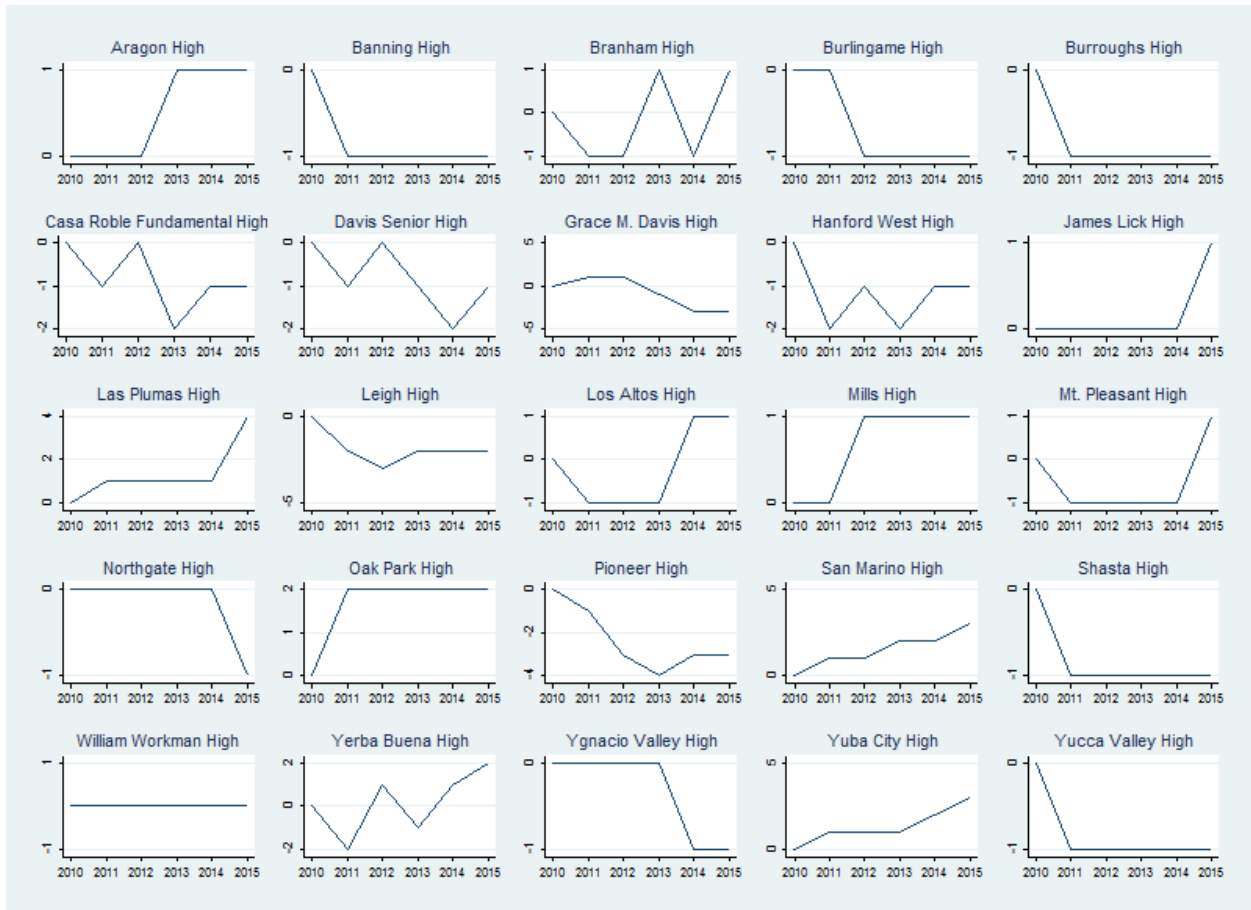 Aragon High Banning High Branham High Burlingame High Burroughs High
1 0 1 0 0
0
0 -1 -1 -1 -1
2010 2011 2012 2013 2014 2015 2010 2011 2012 2013 2014 2015 2010 2011 2012 2013 2014 2015 2010 2011 2012 2013 2014 2015 2010 2011 2012 2013 2014 2015
Casa Roble Fundamental High Davis Senior High Grace M. Davis High Hanford West High James Lick High
0 0 5 0 1
-1 -1 0 -1
-2 -2 -5 -2 0
2010 2011 2012 2013 2014 2015 2010 2011 2012 2013 2014 2015 2010 2011 2012 2013 2014 2015 2010 2011 2012 2013 2014 2015 2010 2011 2012 2013 2014 2015
Las Plumas High Leigh High Los Altos High Mills High Mt. Pleasant High
4 0 1 1 1
2 0 0
0 -5 -1 0 -1
2010 2011 2012 2013 2014 2015 2010 2011 2012 2013 2014 2015 2010 2011 2012 2013 2014 2015 2010 2011 2012 2013 2014 2015 2010 2011 2012 2013 2014 2015
Northgate High Oak Park High Pioneer High San Marino High Shasta High
0 2 0 5 0
1 -2
-1 0 -4 0 -1
2010 2011 2012 2013 2014 2015 2010 2011 2012 2013 2014 2015 2010 2011 2012 2013 2014 2015 2010 2011 2012 2013 2014 2015 2010 2011 2012 2013 2014 2015
William Workman High Yerba Buena High Ygnacio Valley High Yuba City High Yucca Valley High
1 2 0 5 0
0 0
-1 -2 -1 0 -1
2010 2011 2012 2013 2014 2015 2010 2011 2012 2013 2014 2015 2010 2011 2012 2013 2014 2015 2010 2011 2012 2013 2014 2015 2010 2011 2012 2013 2014 2015